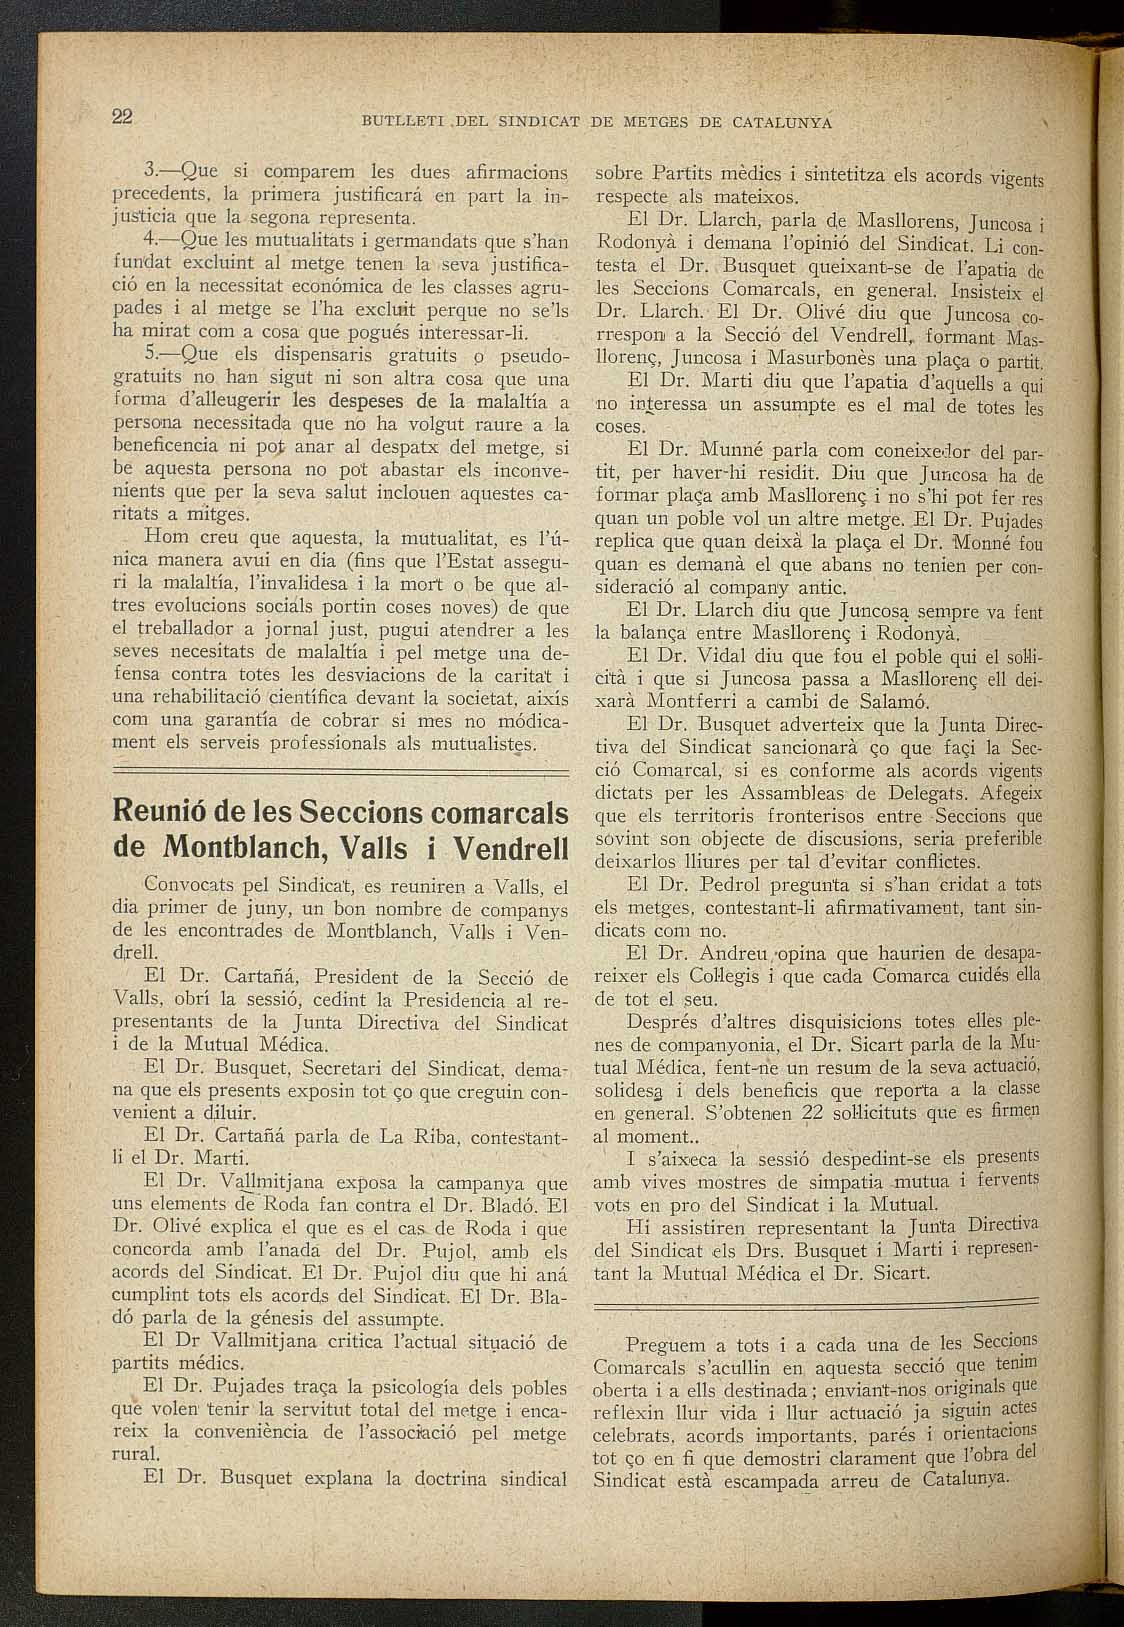 22
BUTLLETI DEL SINDICAT DE METGES DE CATALUNYA
3.—Que si comparem les dues afirmacions
precedents, la primera justificará en part la in-
justicia que la segona representa.
4.—Que les mutualitats i germandats que s'han
fundat excluint al metge tenen la seva justifica-
ció en la necessitat económica de les classes agru-
pades i al metge se l'ha excluit perque no se'ls
ha mirat com a cosa que pogués interessar-li.
5.—Que els dispensaris gratuits o pseudo-
gratuits no han sigut ni son altra cosa que una
forma d'alleugerir les despeses de la malaltía a
persona necessitada que no ha volgut raure a la
beneficencia ni pot anar al despatx del metge, si
be aquesta persona no pot abastar els inconve-
nients que per la seva salut inclouen aquestes ca-
ritats a mitges.
Hom creu que aquesta, la mutualitat, es l'ú-
nica manera avui en dia (fins que l'Estat assegu-
ri la malaltía, l'invalidesa i la mort o be que al-
tres evolucions socials portin coses noves) de que
el treballador a jornal just, pugui atendrer a les
seves necesitats de malaltía i pel metge una de-
fensa contra totes les desviacions de la caritat i
una rehabilitació científica devant la societat, aixís
com una garantía de cobrar si mes no módica-
ment els serveis professionals als mutualistes.
Reunió de les Seccions comarcals
de Montblanch, Valls i Vendrell
Convocats pel Sindicat, es reuniren a Valls, el
dia primer de juny, un bon nombre de companys
de les encontrades de Montblanch, Valls i Ven-
drell.
El Dr. Cartañá, President de la Secció de
Valls, obrí la sessió, cedint la Presidencia al re-
presentants de la Junta Directiva del Sindicat
i de la Mutual Médica.
El Dr. Busquet, Secretari del Sindicat, dema-
na que els presents exposin tot ço que creguin con-
venient a diluir.
El Dr. Cartañá parla de La Riba, contestant-
li el Dr. Marti.
El Dr. Vallmitjana exposa la campanya que
uns elements de Roda fan contra el Dr. Bladó. El
Dr. Olivé explica el que es el cas de Roda i que
concorda amb l'anada del Dr. Pujol, amb els
acords del Sindicat. El Dr. Pujol diu que hi aná
cumplint tots els acords del Sindicat. El Dr. Bla-
dó parla de la génesis del assumpte.
El Dr Vallmitjana critica l'actual situació de
partits médics.
El Dr. Pujades traça la psicología dels pobles
que volen tenir la servitut total del metge i enca-
reix la conveniència de l'associació pel metge
rural.
El Dr. Busquet explana la doctrina sindical
sobre Partits mèdics i sintetitza els acords vigents
respecte als mateixos.
El Dr. Llarch, parla de Masllorens, Juncosa i
Rodonyà i demana l'opinió del Sindicat. Li con-
testa el Dr. Busquet queixant-se de l'apatia de
les Seccions Comarcals, en general. Insisteix el
Dr. Llarch. El Dr. Olivé diu que Juncosa co-
rrespon a la Secció del Vendrell, formant Mas-
llorenç, Juncosa i Masurbonès una plaça o partit.
El Dr. Marti diu que l'apatia d'aquells a qui
no interessa un assumpte es el mal de totes les
coses.
El Dr. Munné parla com coneixedor del par-
tit, per haver-hi residit. Diu que Juncosa ha de
formar plaça amb Masllorenç i no s'hi pot fer res
quan un poble vol un altre metge. El Dr. Pujades
replica que quan deixà la plaça el Dr. Monné fou
quan es demanà el que abans no tenien per con-
sideració al company antic.
El Dr. Llarch diu que Juncosa sempre va fent
la balança entre Masllorenç i Rodonyà.
El Dr. Vidal diu que fou el poble qui el sol·li-
cità i que si Juncosa passa a Masllorenç ell dei-
xarà Montferri a cambi de Salamó.
El Dr. Busquet adverteix que la Junta Direc-
tiva del Sindicat sancionarà ço que façi la Sec-
ció Comarcal, si es conforme als acords vigents
dictats per les Assambleas de Delegats. Afegeix
que els territoris fronterisos entre Seccions que
sovint son objecte de discusions, seria preferible
deixarlos lliures per tal d'evitar conflictes.
El Dr. Pedrol pregunta si s'han cridat a tots
els metges, contestant-li afirmativament, tant sin-
dicats com no.
El Dr. Andreu opina que haurien de desapa-
reixer els Col·legis i que cada Comarca cuidés ella
de tot el seu.
Després d'altres disquisicions totes elles ple-
nes de companyonia, el Dr. Sicart parla de la Mu-
tual Médica, fent-ne un resum de la seva actuació,
solidesa i dels beneficis que reporta a la classe
en general. S'obtenen 22 sol·licituts que es firmen
al moment..
I s'aixeca la sessió despedint-se els presents
amb vives mostres de simpatia mutua i fervents
vots en pro del Sindicat i la Mutual.
Hi assistiren representant la Junta Directiva
del Sindicat els Drs. Busquet i Marti i represen-
tant la Mutual Médica el Dr. Sicart.
Preguem a tots i a cada una de les Seccions
Comarcals s'acullin en aquesta secció que tenim
oberta i a ells destinada; enviant-nos originals que
reflexin llur vida i llur actuació ja siguin actes
celebrats, acords importants, parés i orientacions
tot ço en fi que demostri clarament que l'obra del
Sindicat està escampada arreu de Catalunya.